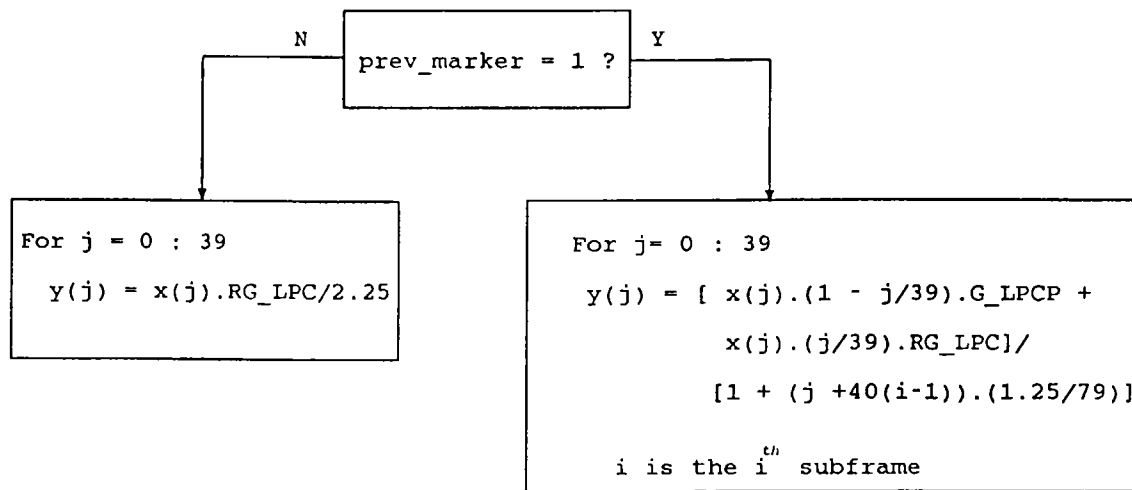 N
Y
prev_marker = 1 ?
For j = 0 : 39
y(j) = x(j).RG_LPC/2.25
For j= 0 : 39
y(j) = [ x(j).(1 - j/39).G_LPCP +
x(j).(j/39).RG_LPC]/
[1 + (j +40(i-1)).(1.25/79)]
i is the i^th subframe